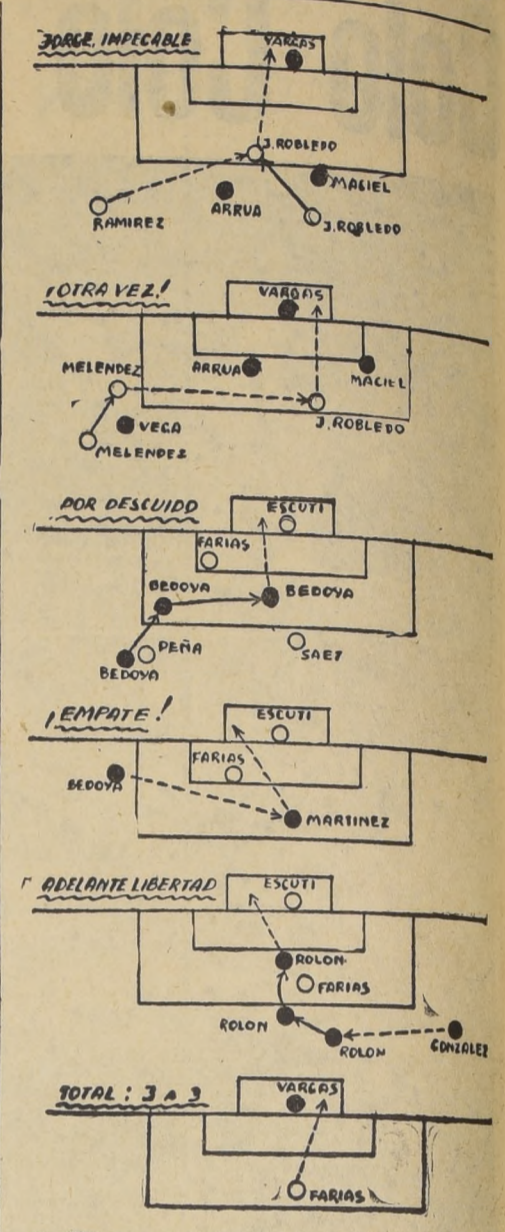 JORGE, IMPECABLE
VARGAS
J.ROBLEDO
MACIEL
RAMIREZ
ARRUA
J.ROBLEDO
¡OTRA VEZ!
VARGAS
MELENDEZ
ARRUA
MACIEL
J.ROBLEDO
VEGA
MELENDEZ
POR DESCUIDO
ESCUTI
FARIAS
BEDOYA
BEDOYA
PEÑA
SAEZ
BEDOYA
¡EMPATE!
ESCUTI
FARIAS
BEDOYA
MARTINEZ
ADELANTE LIBERTAD
ESCUTI
ROLON
FARIAS
ROLON
ROLON
GONZALEZ
TOTAL: 3 a 3
VARGAS
FARIAS